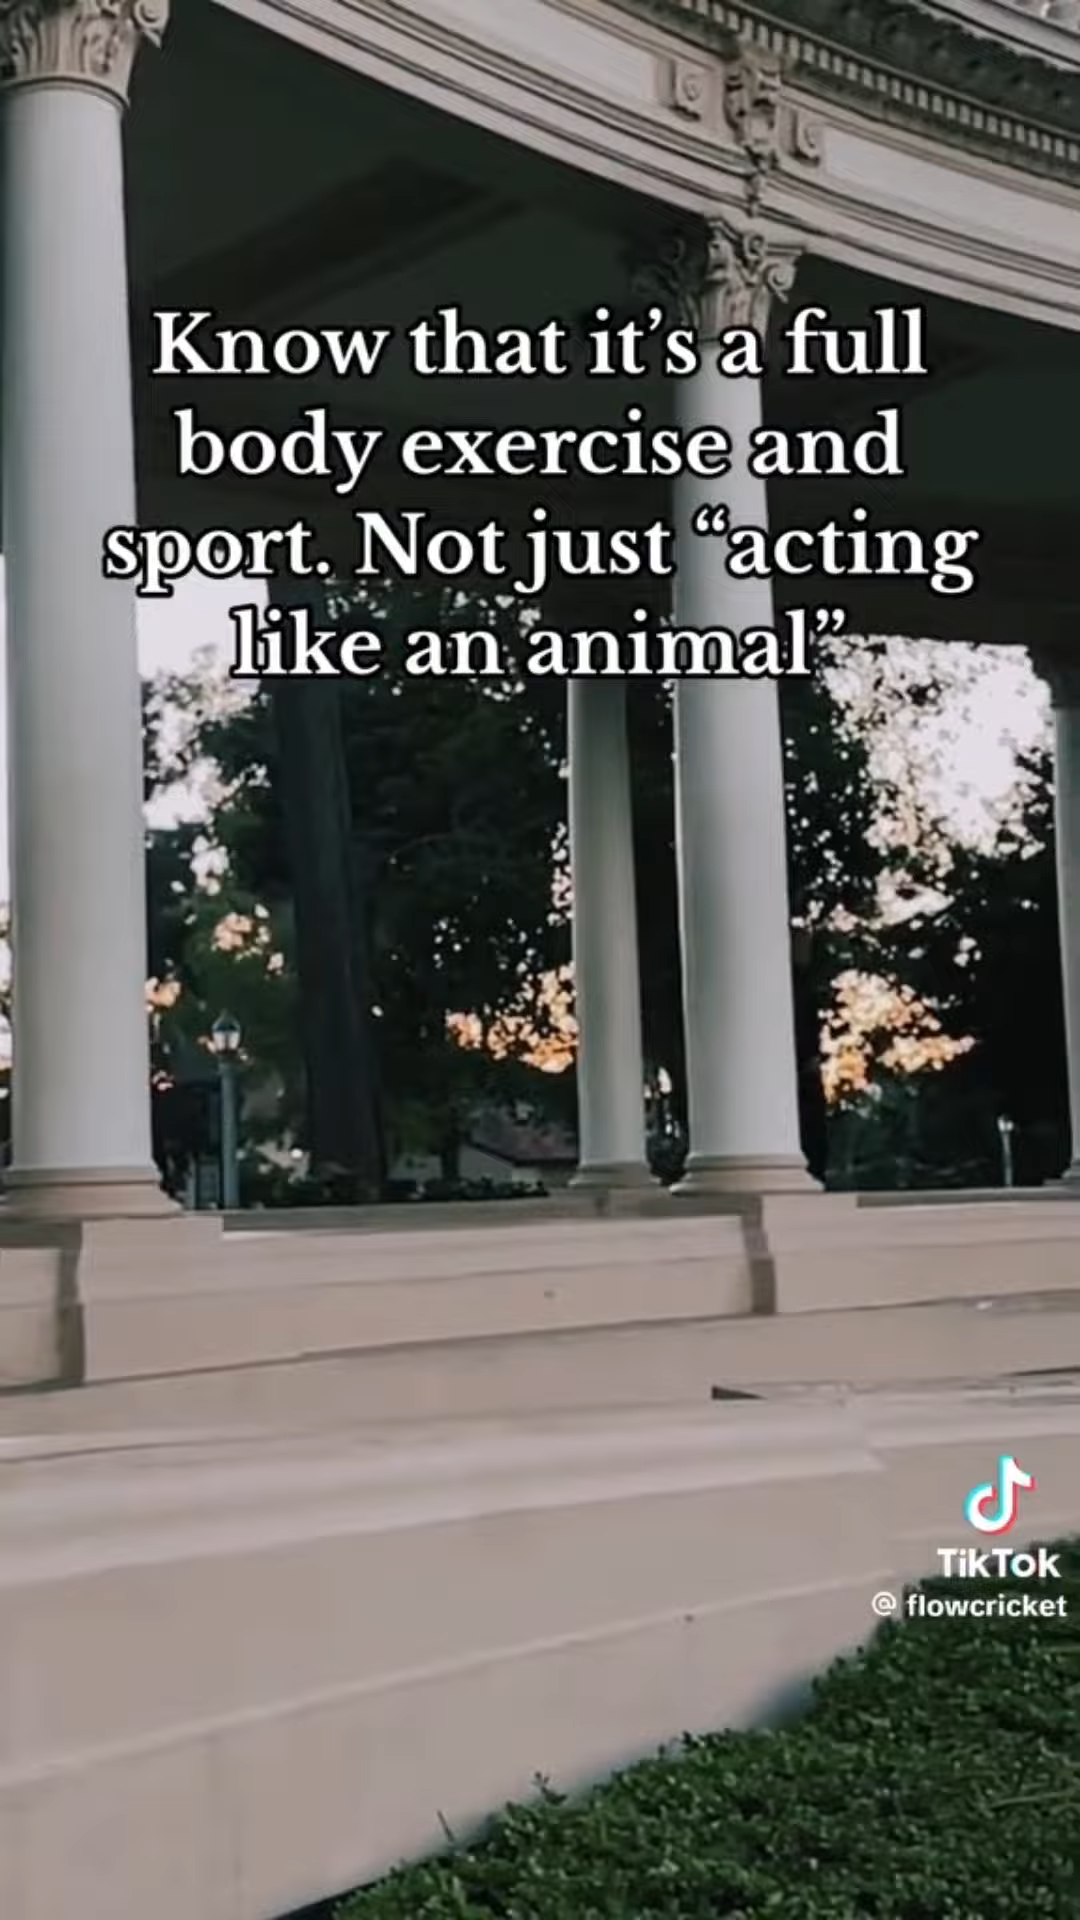 Know that it’s a full
body exercise and
sport. Not just “acting
like an animal”
TikTok
@ flowcricket